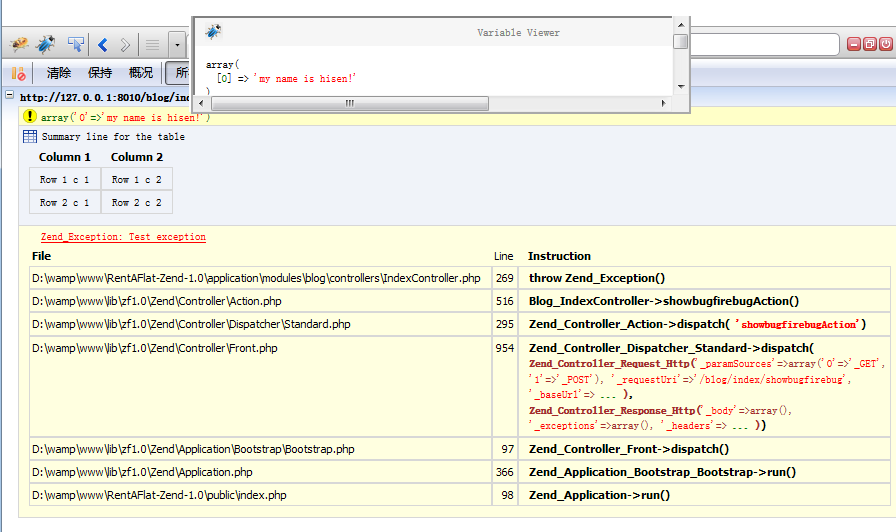 Variable Viewer
array(
[0] => 'my name is hisen!'
)
清除 保持 概况
http://127.0.0.1:8010/blog/
array('0'=>'my name is hisen!')
Summary line for the table
Column 1 Column 2
Row 1 c 1 Row 1 c 2
Row 2 c 1 Row 2 c 2
Zend_Exception: Test exception
File Line Instruction
D:\wamp\www\RentAFlat-Zend-1.0\application\modules\blog\controllers\IndexController.php 269 throw Zend_Exception()
D:\wamp\www\lib\zf1.0\Zend\Controller\Action.php 516 Blog_IndexController->showbugfirebugAction()
D:\wamp\www\lib\zf1.0\Zend\Controller\Dispatcher\Standard.php 295 Zend_Controller_Action->dispatch( 'showbugfirebugAction')
D:\wamp\www\lib\zf1.0\Zend\Controller\Front.php 954 Zend_Controller_Dispatcher_Standard->dispatch(
Zend_Controller_Request_Http('_paramSources'=>array('0'=>'_GET',
'1'=>'_POST'), '_requestUri'=>'/blog/index/showbugfirebug',
'_baseUrl'=> ... ),
Zend_Controller_Response_Http('_body'=>array(),
'_exceptions'=>array(), '_headers'=> ... ))
D:\wamp\www\lib\zf1.0\Zend\Application\Bootstrap\Bootstrap.php 97 Zend_Controller_Front->dispatch()
D:\wamp\www\lib\zf1.0\Zend\Application.php 366 Zend_Application_Bootstrap_Bootstrap->run()
D:\wamp\www\RentAFlat-Zend-1.0\public\index.php 98 Zend_Application->run()